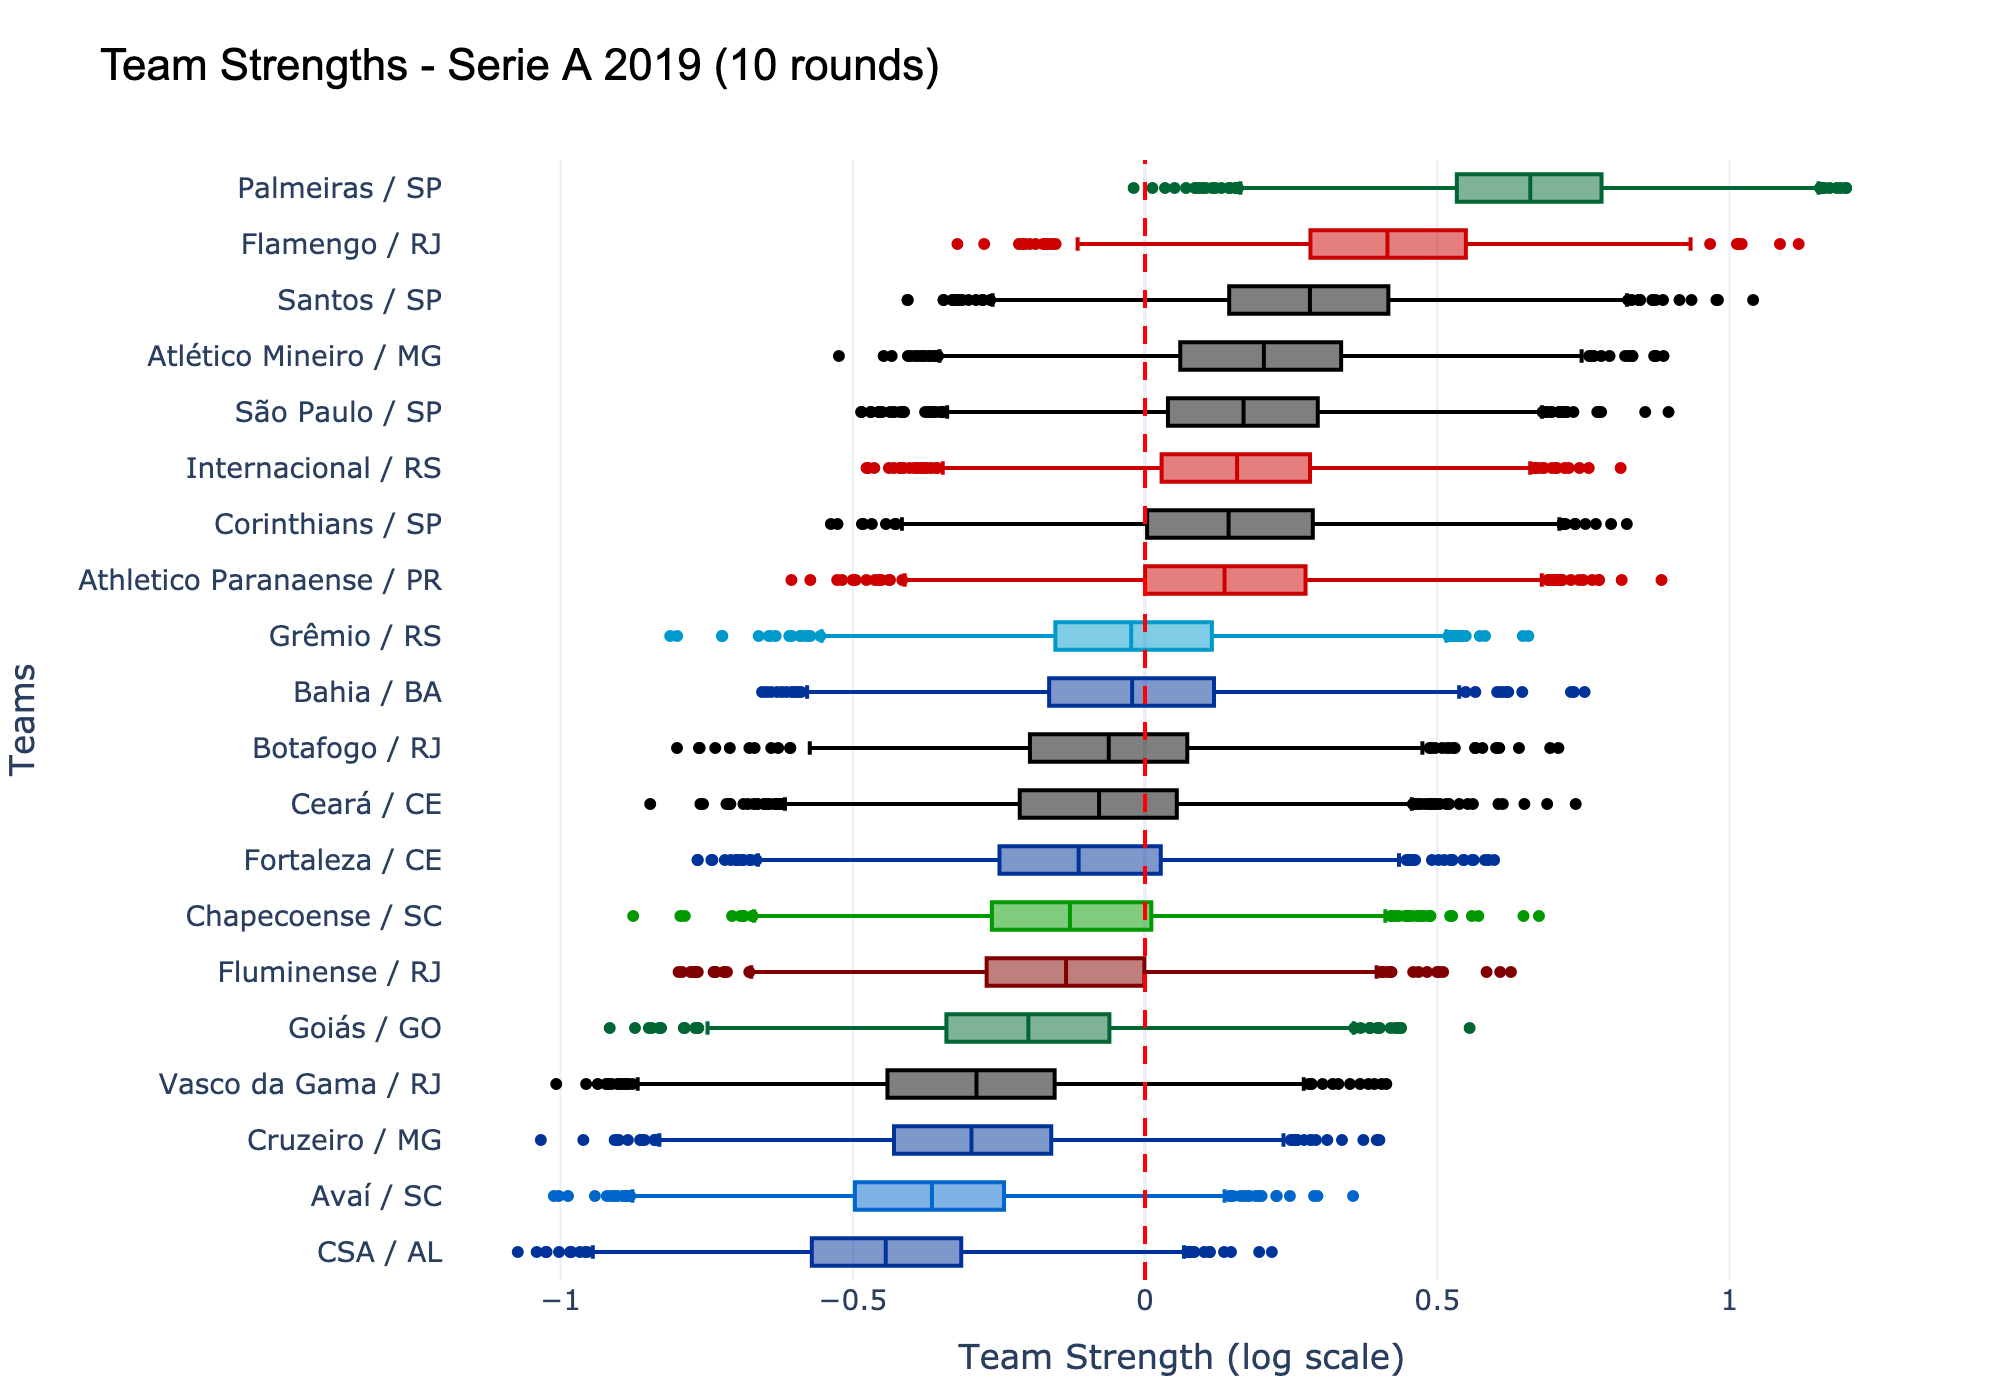 Team Strengths - Serie A 2019 (10 rounds)
Palmeiras / SP
Flamengo / RJ
Santos / SP
Atlético Mineiro / MG
São Paulo / SP
Internacional / RS
Corinthians / SP
Athletico Paranaense / PR
Grêmio / RS
Bahia / BA
Botafogo / RJ
Ceará / CE
Fortaleza / CE
Chapecoense / SC
Fluminense / RJ
Goiás / GO
Vasco da Gama / RJ
Cruzeiro / MG
Avaí / SC
CSA / AL
Teams
−1 −0.5 0 0.5 1
Team Strength (log scale)